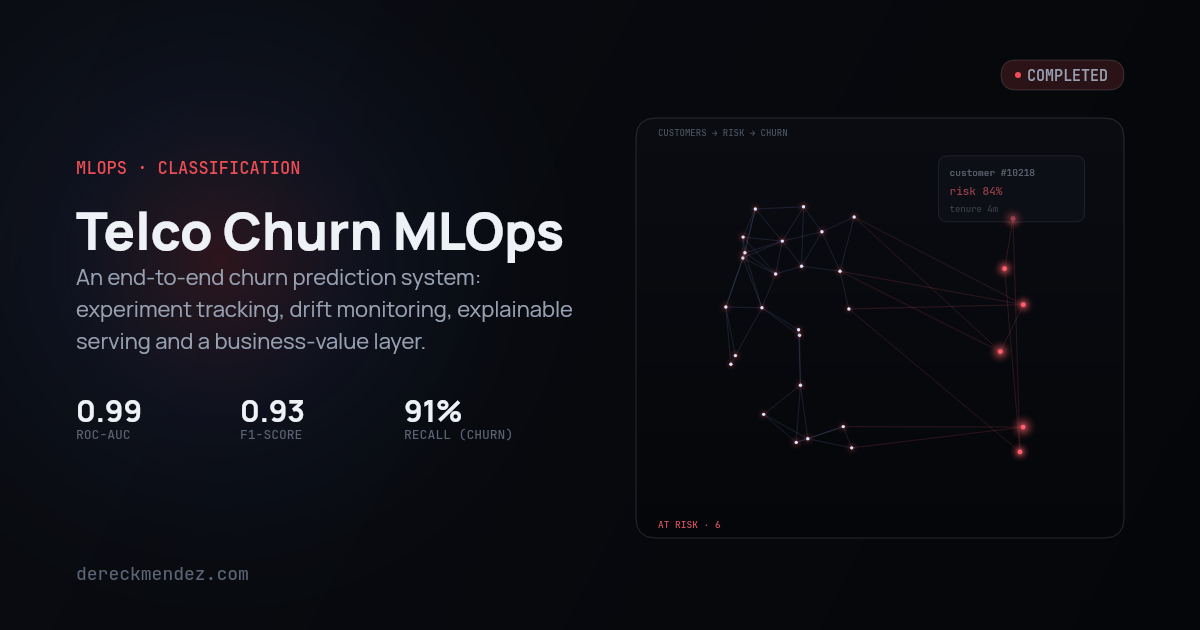 COMPLETED
MLOPS · CLASSIFICATION
Telco Churn MLOps
An end-to-end churn prediction system:
experiment tracking, drift monitoring, explainable
serving and a business-value layer.
0.99
ROC-AUC
0.93
F1-SCORE
91%
RECALL (CHURN)
CUSTOMERS → RISK → CHURN
customer #10218
risk 84%
tenure 4m
AT RISK · 6
dereckmendez.com